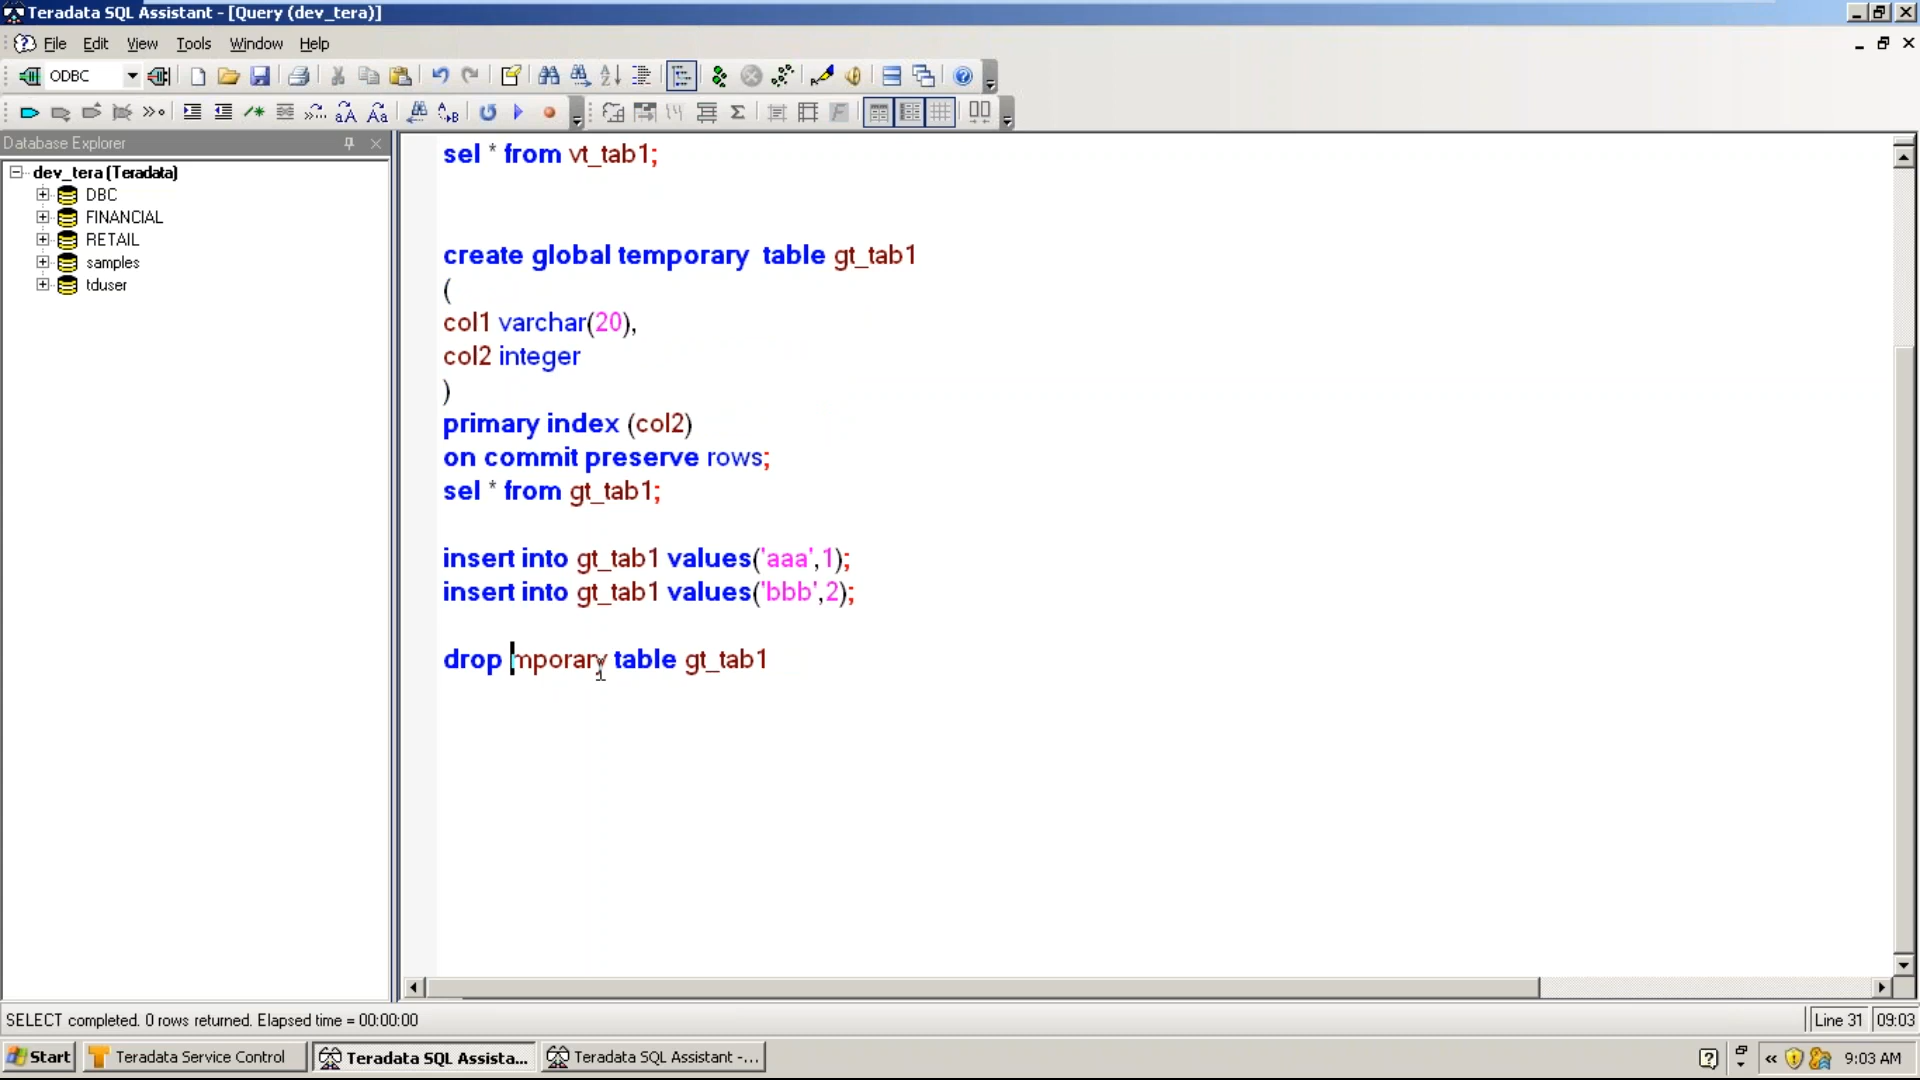 Teradata SQL Assistant - [Query (dev_tera)]
File Edit View Tools Window Help
ODBC
Database Explorer
dev_tera (Teradata)
DBC
FINANCIAL
RETAIL
samples
tduser
sel * from vt_tab1;
create global temporary  table gt_tab1
(
col1 varchar(20),
col2 integer
)
primary index (col2)
on commit preserve rows;
sel * from gt_tab1;
insert into gt_tab1 values('aaa',1);
insert into gt_tab1 values('bbb',2);
drop mporary table gt_tab1
SELECT completed. 0 rows returned. Elapsed time = 00:00:00
Line 31 09:03
Start Teradata Service Control Teradata SQL Assista... Teradata SQL Assistant -... 9:03 AM